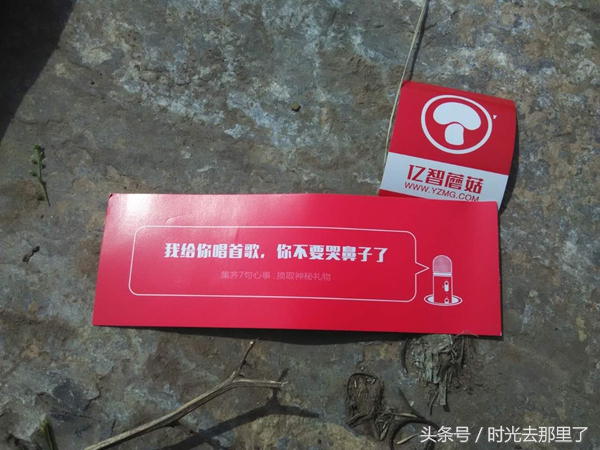 亿智蘑菇
WWW.YZMG.COM
我给你唱首歌，你不要哭鼻子了
集齐7句心事，换取神秘礼物
头条号／时光去那里了